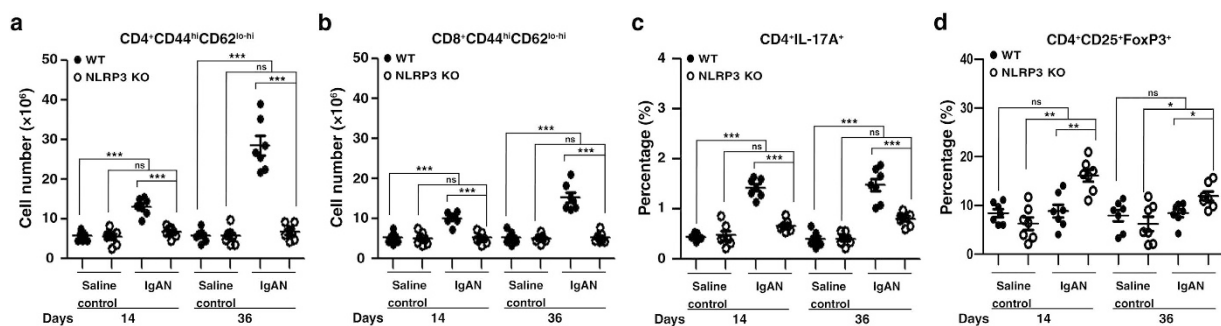 a
CD4⁺CD44ʰⁱCD62ˡᵒ⁻ʰⁱ
WT
NLRP3 KO
Cell number (×10⁶)
50
40
30
20
10
0
***
ns
***
***
ns
***
Saline control
IgAN
Saline control
IgAN
Days
14
36
b
CD8⁺CD44ʰⁱCD62ˡᵒ⁻ʰⁱ
WT
NLRP3 KO
Cell number (×10⁶)
50
40
30
20
10
0
***
ns
***
***
ns
***
Saline control
IgAN
Saline control
IgAN
Days
14
36
c
CD4⁺IL-17A⁺
WT
NLRP3 KO
Percentage (%)
4
3
2
1
0
***
ns
***
***
ns
***
Saline control
IgAN
Saline control
IgAN
Days
14
36
d
CD4⁺CD25⁺FoxP3⁺
WT
NLRP3 KO
Percentage (%)
40
30
20
10
0
ns
**
**
ns
*
*
Saline control
IgAN
Saline control
IgAN
Days
14
36